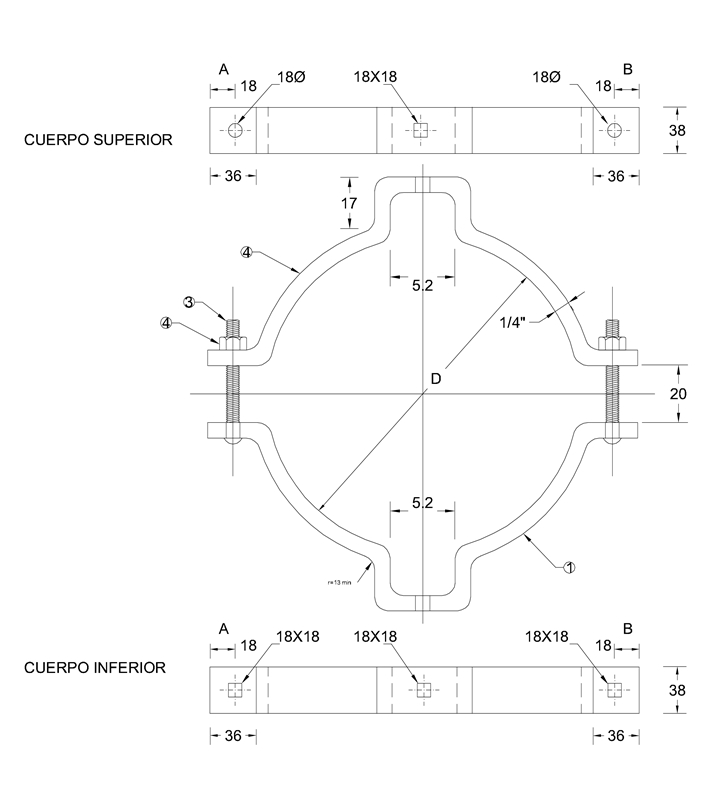 A
B
18
18Ø
18X18
18Ø
18
CUERPO SUPERIOR
38
36
36
17
4
5.2
3
4
1/4"
D
20
5.2
1
r=13 mn
A
B
18
18X18
18X18
18X18
18
CUERPO INFERIOR
38
36
36